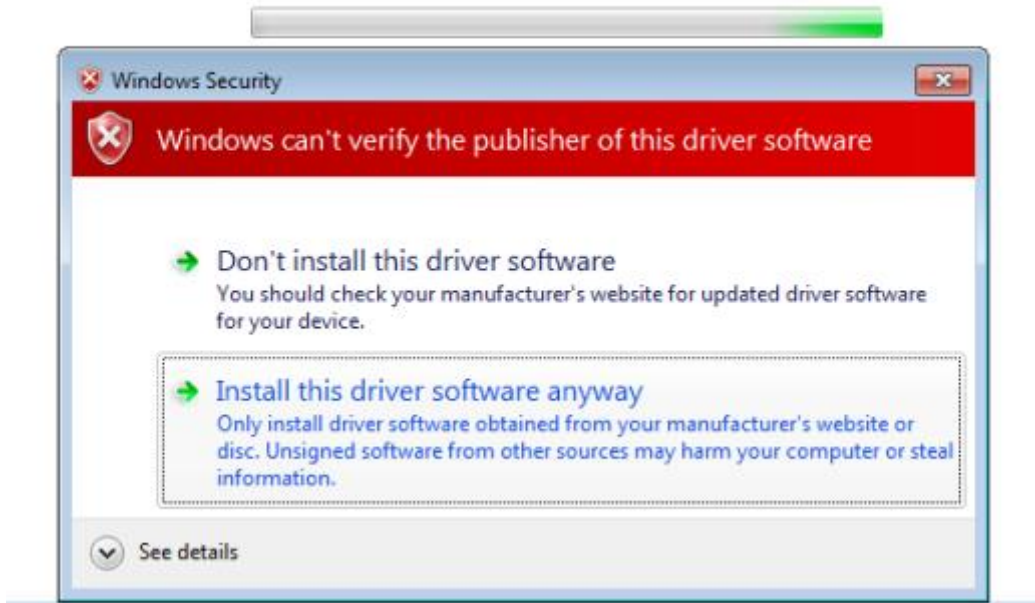 Windows Security
Windows can't verify the publisher of this driver software
Don't install this driver software
You should check your manufacturer's website for updated driver software
for your device.
Install this driver software anyway
Only install driver software obtained from your manufacturer's website or
disc. Unsigned software from other sources may harm your computer or steal
information.
See details